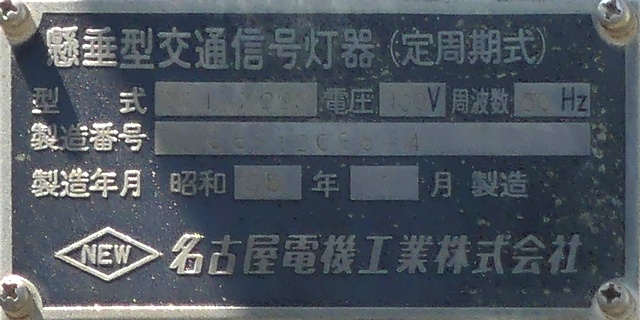 懸垂型交通信号灯器(定周期式)
型式 電圧 100V 周波数 Hz
製造番号
製造年月 昭和 年 月 製造
NEW 名古屋電機工業株式会社